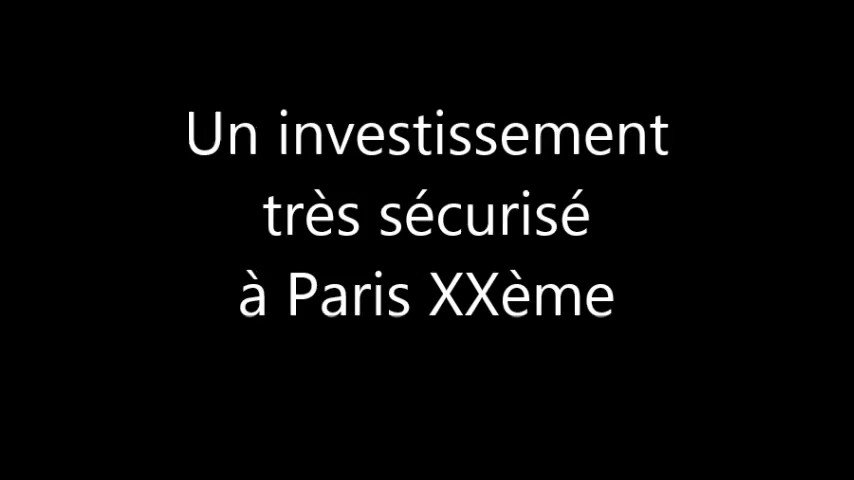 Un investissement
très sécurisé
à Paris XXème